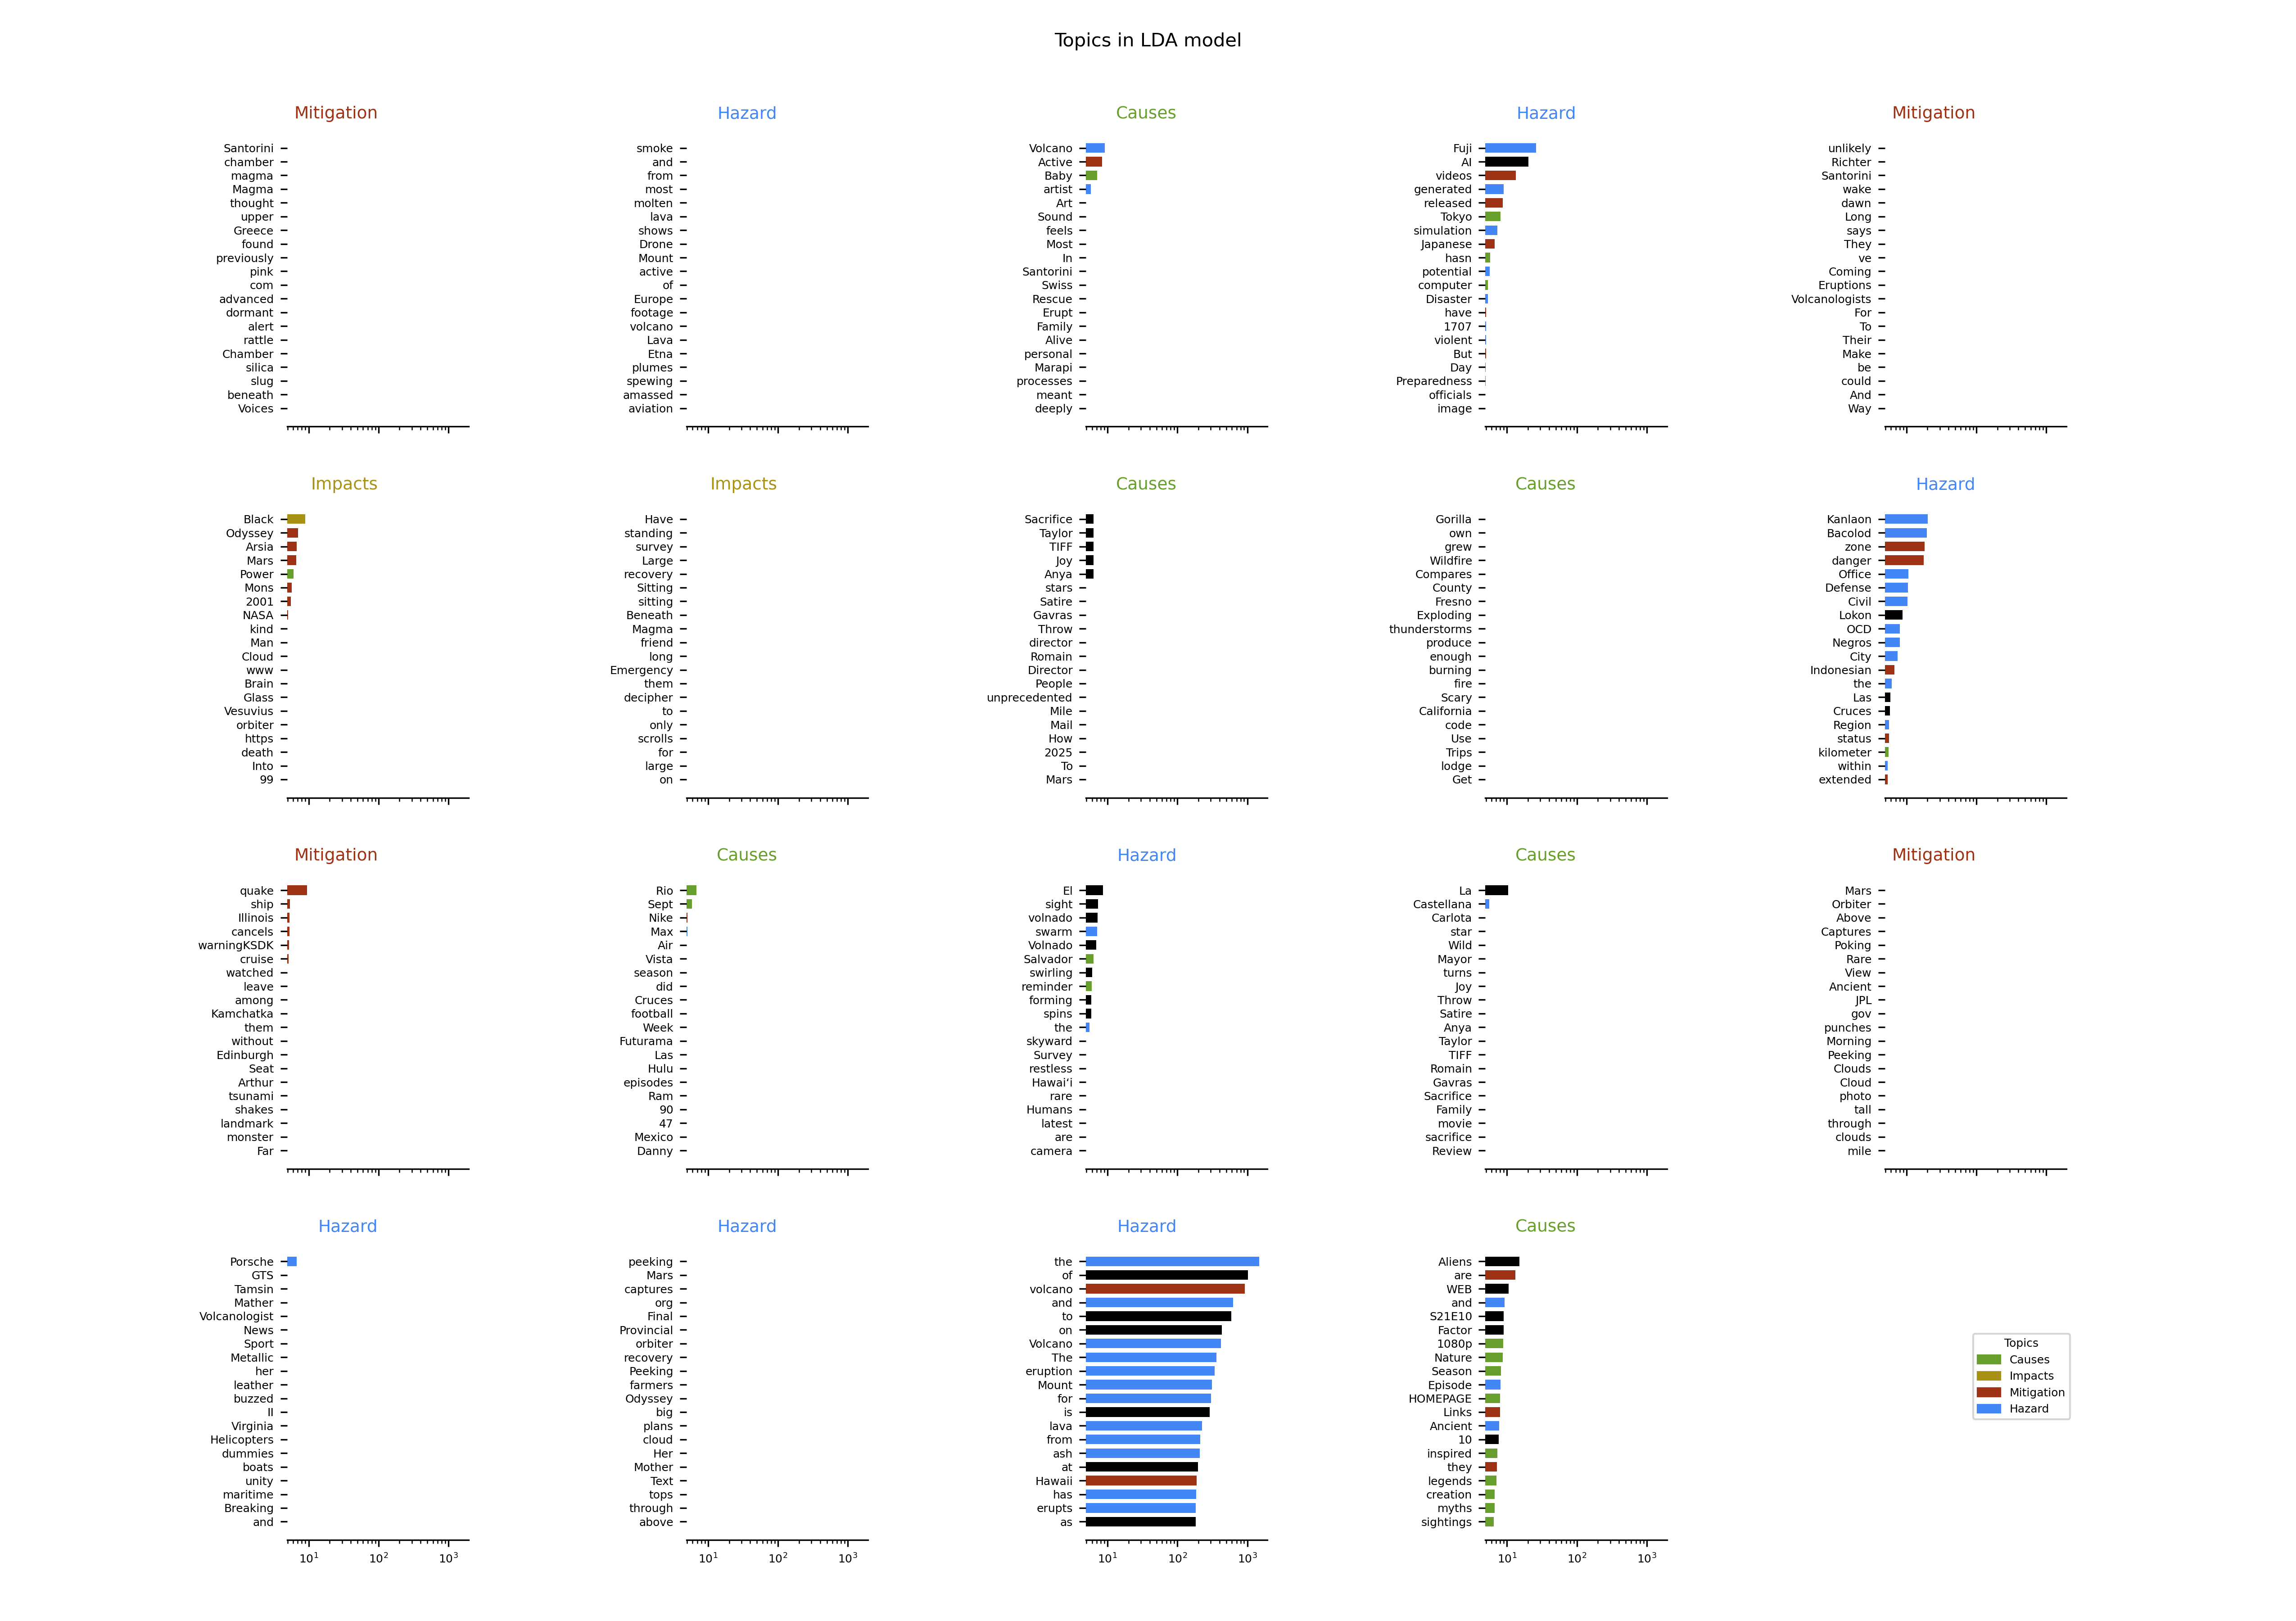 Topics in LDA model
Mitigation
Santorini
chamber
magma
Magma
thought
upper
Greece
found
previously
pink
com
advanced
dormant
alert
rattle
Chamber
silica
slug
beneath
Voices
Hazard
smoke
and
from
most
molten
lava
shows
Drone
Mount
active
of
Europe
footage
volcano
Lava
Etna
plumes
spewing
amassed
aviation
Causes
Volcano
Active
Baby
artist
Art
Sound
feels
Most
In
Santorini
Swiss
Rescue
Erupt
Family
Alive
personal
Marapi
processes
meant
deeply
Hazard
Fuji
AI
videos
generated
released
Tokyo
simulation
Japanese
hasn
potential
computer
Disaster
have
1707
violent
But
Day
Preparedness
officials
image
Mitigation
unlikely
Richter
Santorini
wake
dawn
Long
says
They
ve
Coming
Eruptions
Volcanologists
For
To
Their
Make
be
could
And
Way
Impacts
Black
Odyssey
Arsia
Mars
Power
Mons
2001
NASA
kind
Man
Cloud
www
Brain
Glass
Vesuvius
orbiter
https
death
Into
99
Impacts
Have
standing
survey
Large
recovery
Sitting
sitting
Beneath
Magma
friend
long
Emergency
them
decipher
to
only
scrolls
for
large
on
Causes
Sacrifice
Taylor
TIFF
Joy
Anya
stars
Satire
Gavras
Throw
director
Romain
Director
People
unprecedented
Mile
Mail
How
2025
To
Mars
Causes
Gorilla
own
grew
Wildfire
Compares
County
Fresno
Exploding
thunderstorms
produce
enough
burning
fire
Scary
California
code
Use
Trips
lodge
Get
Hazard
Kanlaon
Bacolod
zone
danger
Office
Defense
Civil
Lokon
OCD
Negros
City
Indonesian
the
Las
Cruces
Region
status
kilometer
within
extended
Mitigation
quake
ship
Illinois
cancels
warningKSDK
cruise
watched
leave
among
Kamchatka
them
without
Edinburgh
Seat
Arthur
tsunami
shakes
landmark
monster
Far
Causes
Rio
Sept
Nike
Max
Air
Vista
season
did
Cruces
football
Week
Futurama
Las
Hulu
episodes
Ram
90
47
Mexico
Danny
Hazard
El
sight
volnado
swarm
Volnado
Salvador
swirling
reminder
forming
spins
the
skyward
Survey
restless
Hawaiʻi
rare
Humans
latest
are
camera
Causes
La
Castellana
Carlota
star
Wild
Mayor
turns
Joy
Throw
Satire
Anya
Taylor
TIFF
Romain
Gavras
Sacrifice
Family
movie
sacrifice
Review
Mitigation
Mars
Orbiter
Above
Captures
Poking
Rare
View
Ancient
JPL
gov
punches
Morning
Peeking
Clouds
Cloud
photo
tall
through
clouds
mile
Hazard
Porsche
GTS
Tamsin
Mather
Volcanologist
News
Sport
Metallic
her
leather
buzzed
II
Virginia
Helicopters
dummies
boats
unity
maritime
Breaking
and
10¹ 10² 10³
Hazard
peeking
Mars
captures
org
Final
Provincial
orbiter
recovery
Peeking
farmers
Odyssey
big
plans
cloud
Her
Mother
Text
tops
through
above
10¹ 10² 10³
Hazard
the
of
volcano
and
to
on
Volcano
The
eruption
Mount
for
is
lava
from
ash
at
Hawaii
has
erupts
as
10¹ 10² 10³
Causes
Aliens
are
WEB
and
S21E10
Factor
1080p
Nature
Season
Episode
HOMEPAGE
Links
Ancient
10
inspired
they
legends
creation
myths
sightings
10¹ 10² 10³
Topics
Causes
Impacts
Mitigation
Hazard